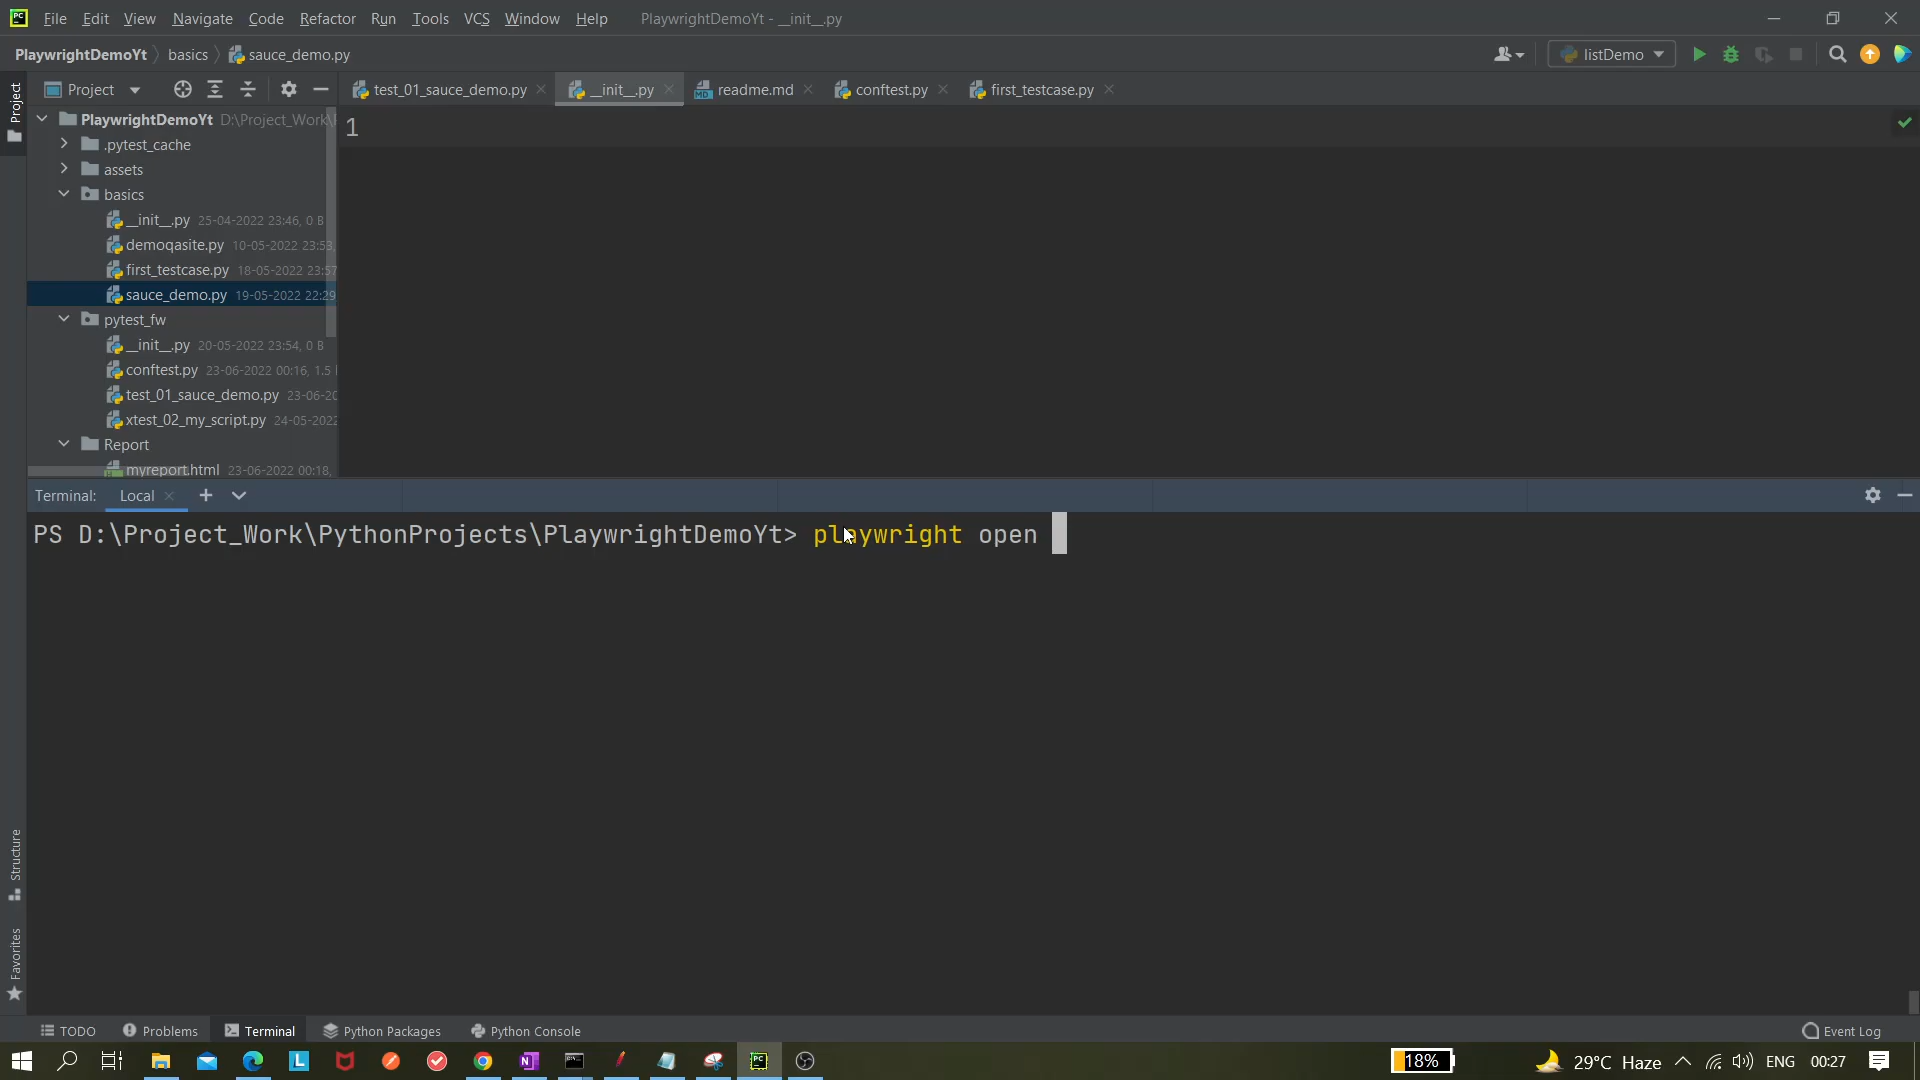 File Edit View Navigate Code Refactor Run Tools VCS Window Help PlaywrightDemoYt - __init__.py
PlaywrightDemoYt basics sauce_demo.py listDemo
Project test_01_sauce_demo.py __init__.py readme.md conftest.py first_testcase.py
Project
PlaywrightDemoYt D:\Project_Work\
1
.pytest_cache
assets
basics
__init__.py 25-04-2022 23:46, 0 B
demoqasite.py 10-05-2022 23:53,
first_testcase.py 18-05-2022 23:57
sauce_demo.py 19-05-2022 22:29
pytest_fw
__init__.py 20-05-2022 23:54, 0 B
conftest.py 23-06-2022 00:16, 1.5
test_01_sauce_demo.py 23-06-20
xtest_02_my_script.py 24-05-2022
Report
myreport.html 23-06-2022 00:18,
Terminal: Local
PS D:\Project_Work\PythonProjects\PlaywrightDemoYt> playwright open
Structure
Favorites
TODO Problems Terminal Python Packages Python Console Event Log
18% 29°C Haze ENG 00:27